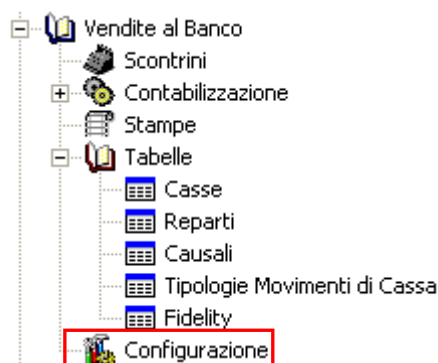 Vendite al Banco
Scontrini
Contabilizzazione
Stampe
Tabelle
Casse
Reparti
Causali
Tipologie Movimenti di Cassa
Fidelity
Configurazione